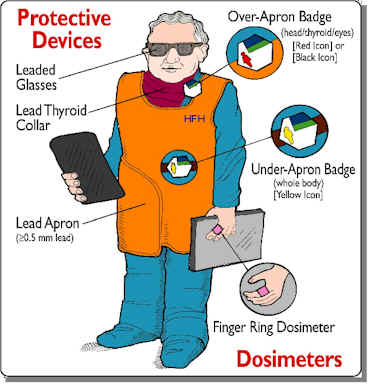 Protective
Devices
Leaded
Glasses
Lead Thyroid
Collar
Lead Apron
(≥0.5 mm lead)
HFH
Over-Apron Badge
(head/thyroid/eyes)
[Red Icon] or
[Black Icon]
Under-Apron Badge
(whole body)
[Yellow Icon]
Finger Ring Dosimeter
Dosimeters